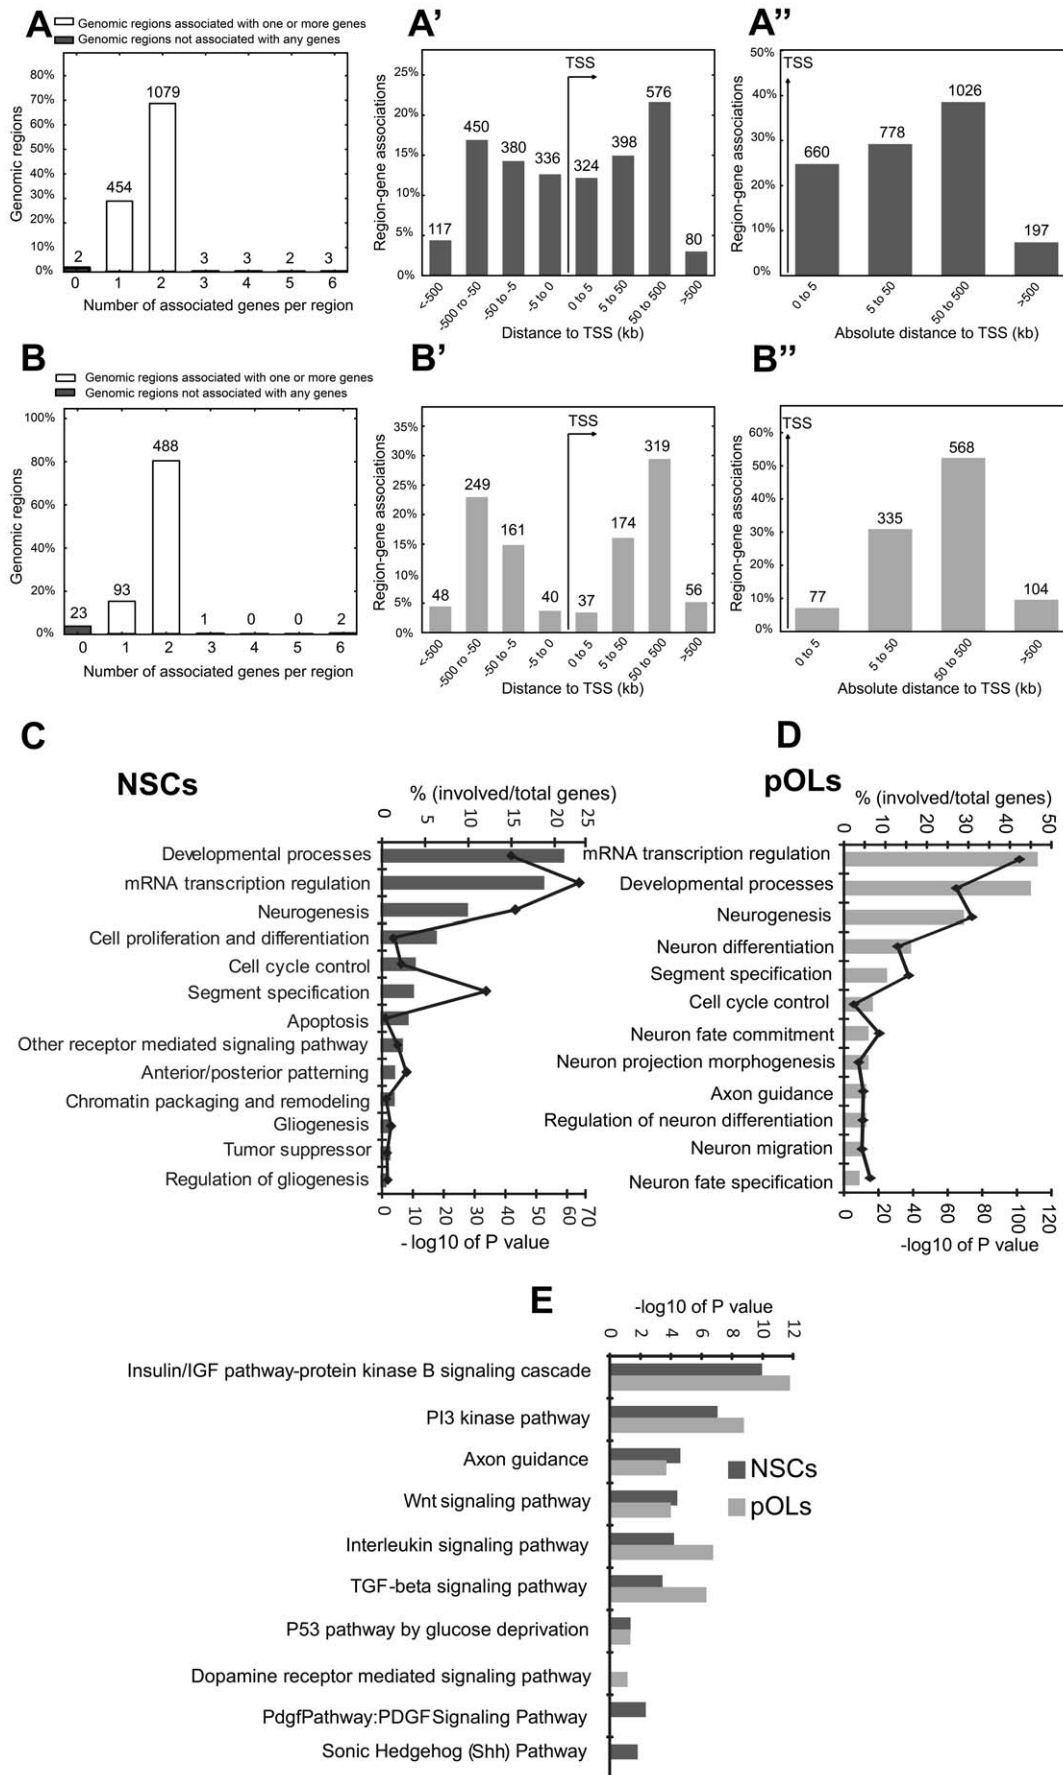 A
Genomic regions associated with one or more genes
Genomic regions not associated with any genes
Genomic regions
80%
70%
60%
50%
40%
30%
20%
10%
0%
2
454
1079
3
3
2
3
0 1 2 3 4 5 6
Number of associated genes per region
A'
TSS
Region-gene associations
25%
20%
15%
10%
5%
0%
117
450
380
336
324
398
576
80
<-500
-500 ro -50
-50 to -5
-5 to 0
0 to 5
5 to 50
50 to 500
>500
Distance to TSS (kb)
A''
TSS
Region-gene associations
50%
40%
30%
20%
10%
0%
660
778
1026
197
0 to 5
5 to 50
50 to 500
>500
Absolute distance to TSS (kb)
B
Genomic regions associated with one or more genes
Genomic regions not associated with any genes
Genomic regions
100%
80%
60%
40%
20%
0%
23
93
488
1
0
0
2
0 1 2 3 4 5 6
Number of associated genes per region
B'
TSS
Region-gene associations
35%
30%
25%
20%
15%
10%
5%
0%
48
249
161
40
37
174
319
56
<-500
-500 ro -50
-50 to -5
-5 to 0
0 to 5
5 to 50
50 to 500
>500
Distance to TSS (kb)
B''
TSS
Region-gene associations
60%
50%
40%
30%
20%
10%
0%
77
335
568
104
0 to 5
5 to 50
50 to 500
>500
Absolute distance to TSS (kb)
C
NSCs
% (involved/total genes)
0 5 10 15 20 25
Developmental processes
mRNA transcription regulation
Neurogenesis
Cell proliferation and differentiation
Cell cycle control
Segment specification
Apoptosis
Other receptor mediated signaling pathway
Anterior/posterior patterning
Chromatin packaging and remodeling
Gliogenesis
Tumor suppressor
Regulation of gliogenesis
0 10 20 30 40 50 60 70
- log10 of P value
D
pOLs
% (involved/total genes)
0 10 20 30 40 50
mRNA transcription regulation
Developmental processes
Neurogenesis
Neuron differentiation
Segment specification
Cell cycle control
Neuron fate commitment
Neuron projection morphogenesis
Axon guidance
Regulation of neuron differentiation
Neuron migration
Neuron fate specification
0 20 40 60 80 100 120
-log10 of P value
E
-log10 of P value
0 2 4 6 8 10 12
Insulin/IGF pathway-protein kinase B signaling cascade
PI3 kinase pathway
Axon guidance
Wnt signaling pathway
Interleukin signaling pathway
TGF-beta signaling pathway
P53 pathway by glucose deprivation
Dopamine receptor mediated signaling pathway
PdgfPathway:PDGF Signaling Pathway
Sonic Hedgehog (Shh) Pathway
NSCs
pOLs